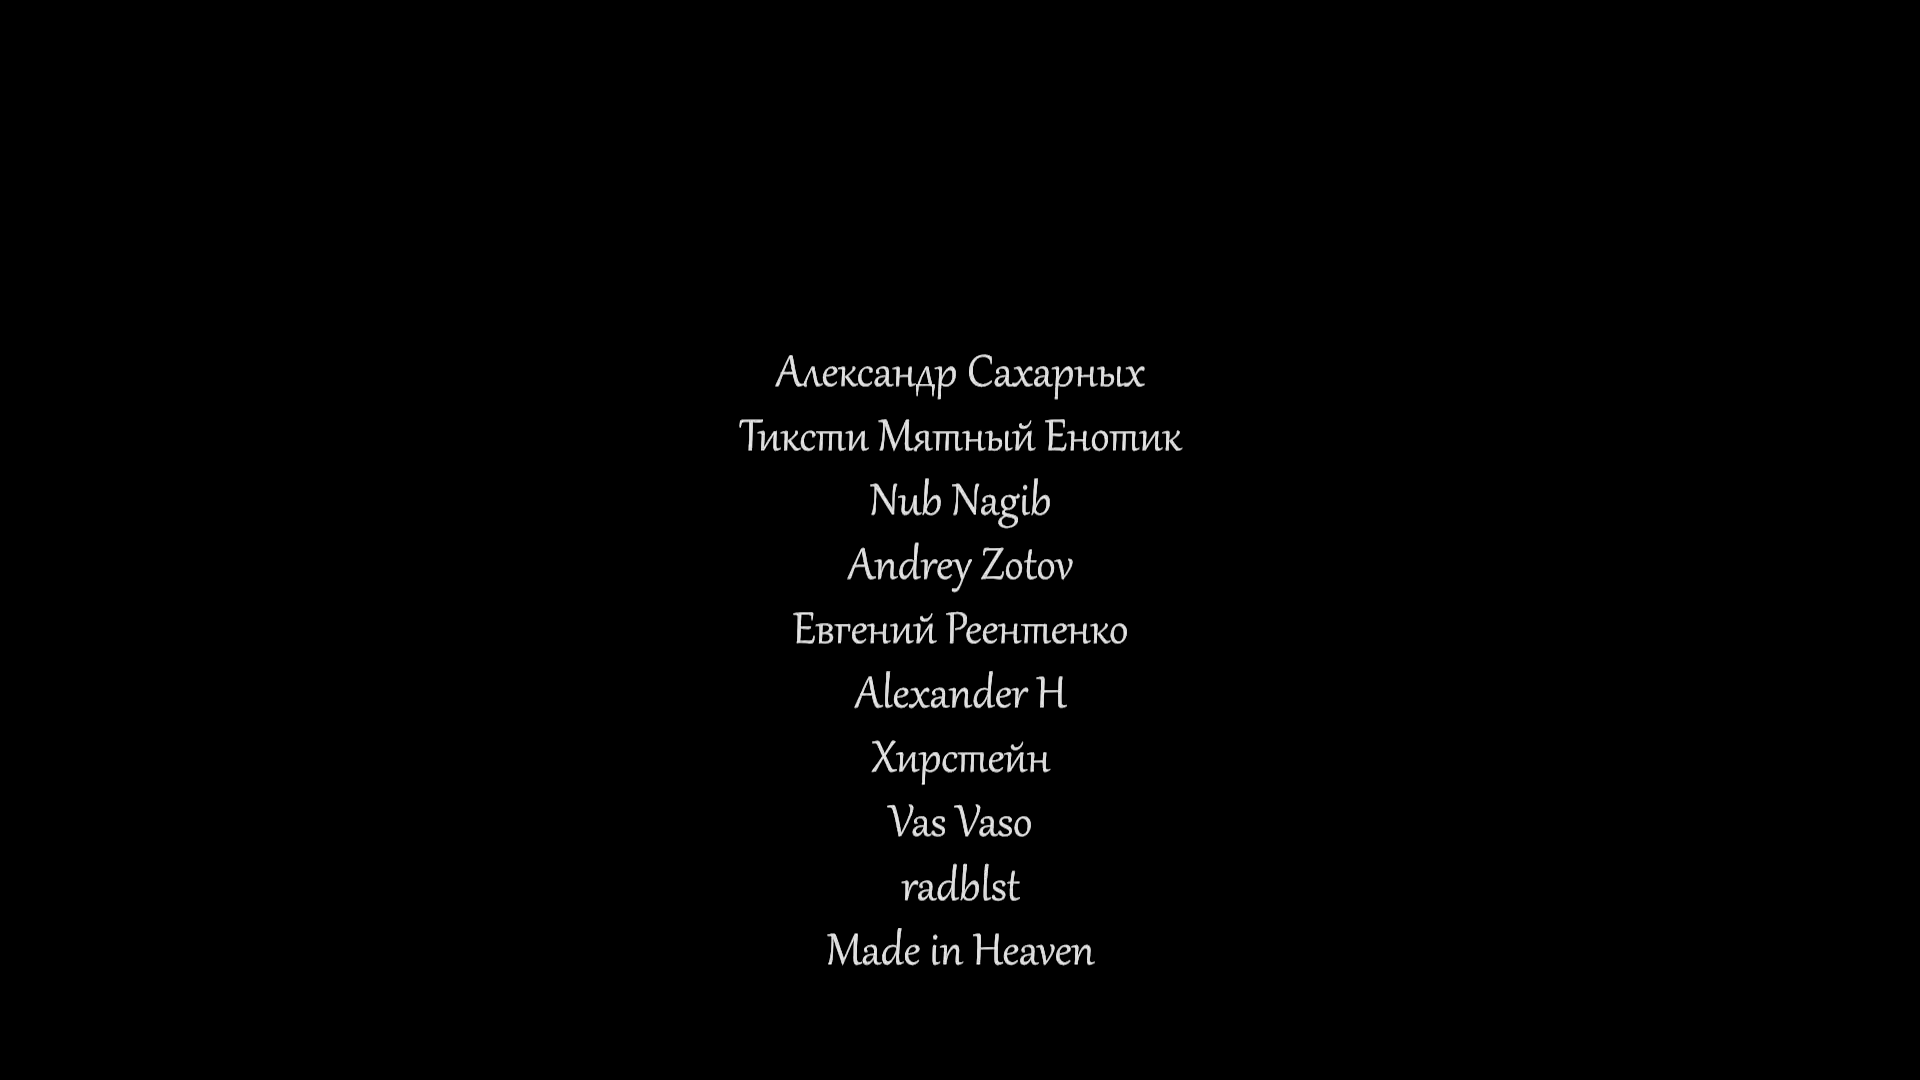 Александр Сахарных
Тиксти Мятный Енотик
Nub Nagib
Andrey Zotov
Евгений Реентенко
Alexander H
Хирстейн
Vas Vaso
radblst
Made in Heaven